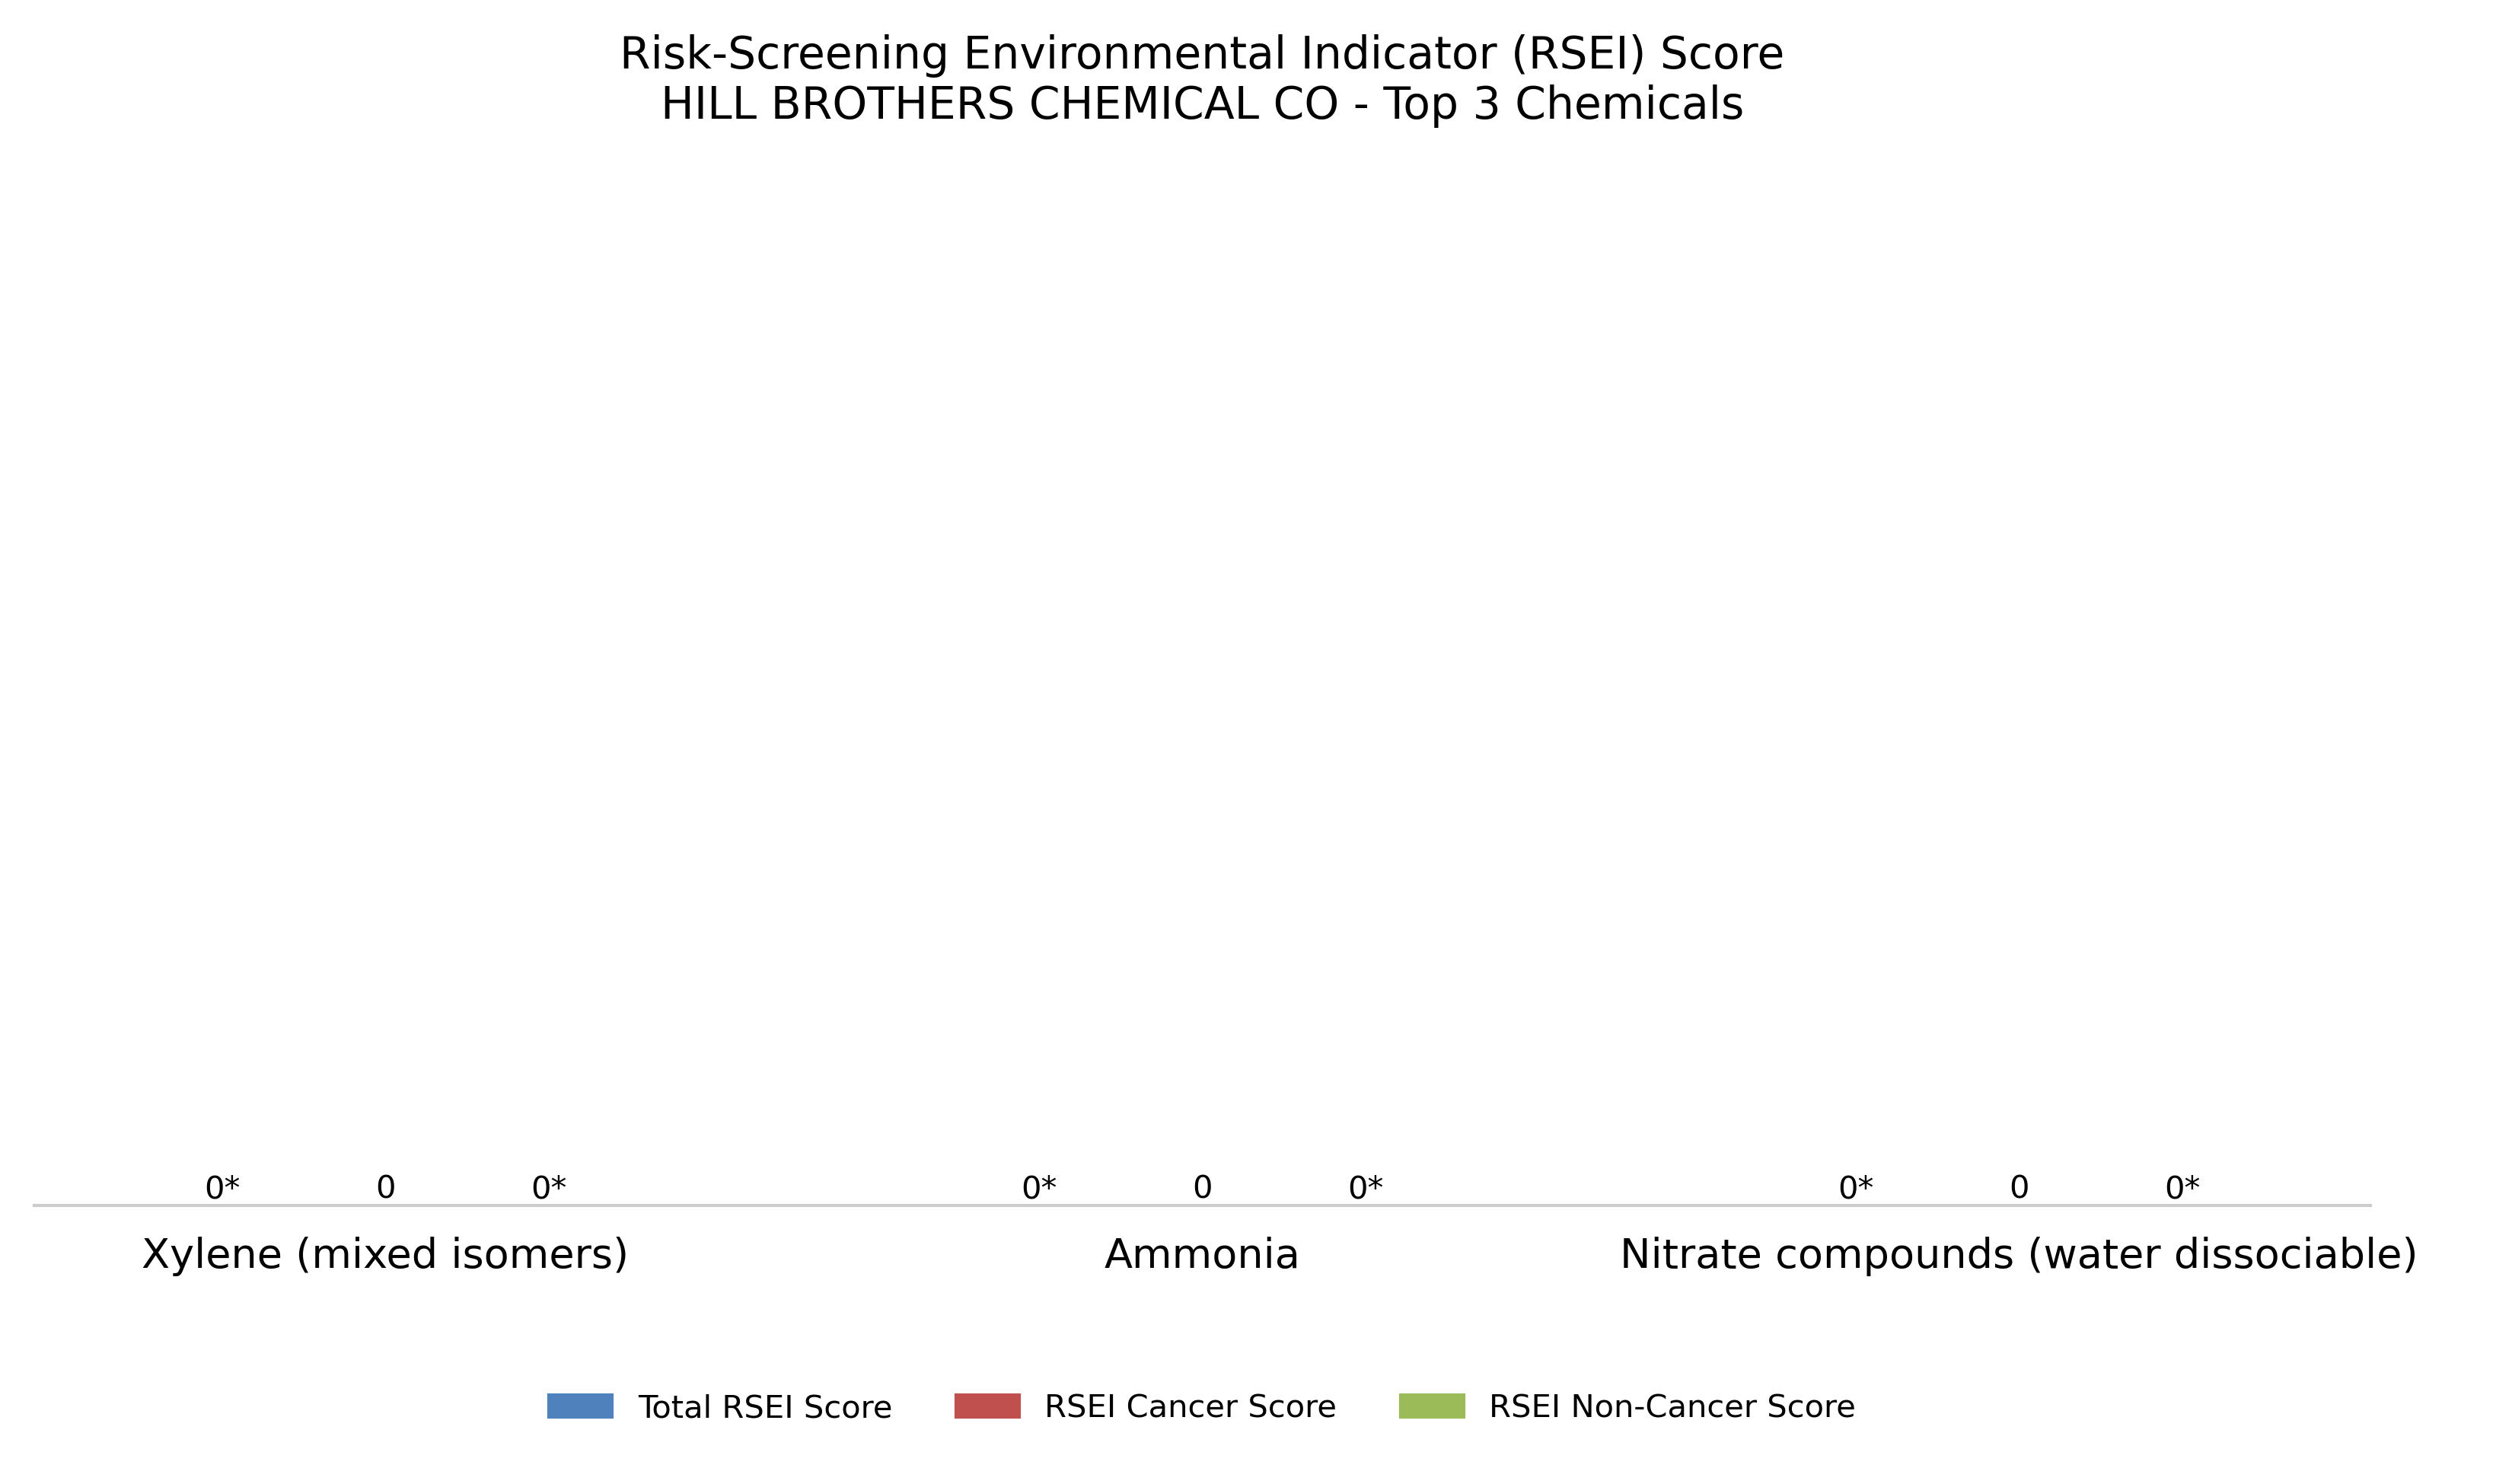 Risk-Screening Environmental Indicator (RSEI) Score
HILL BROTHERS CHEMICAL CO - Top 3 Chemicals
0* 0 0* 0* 0 0* 0* 0 0*
Xylene (mixed isomers) Ammonia Nitrate compounds (water dissociable)
Total RSEI Score RSEI Cancer Score RSEI Non-Cancer Score